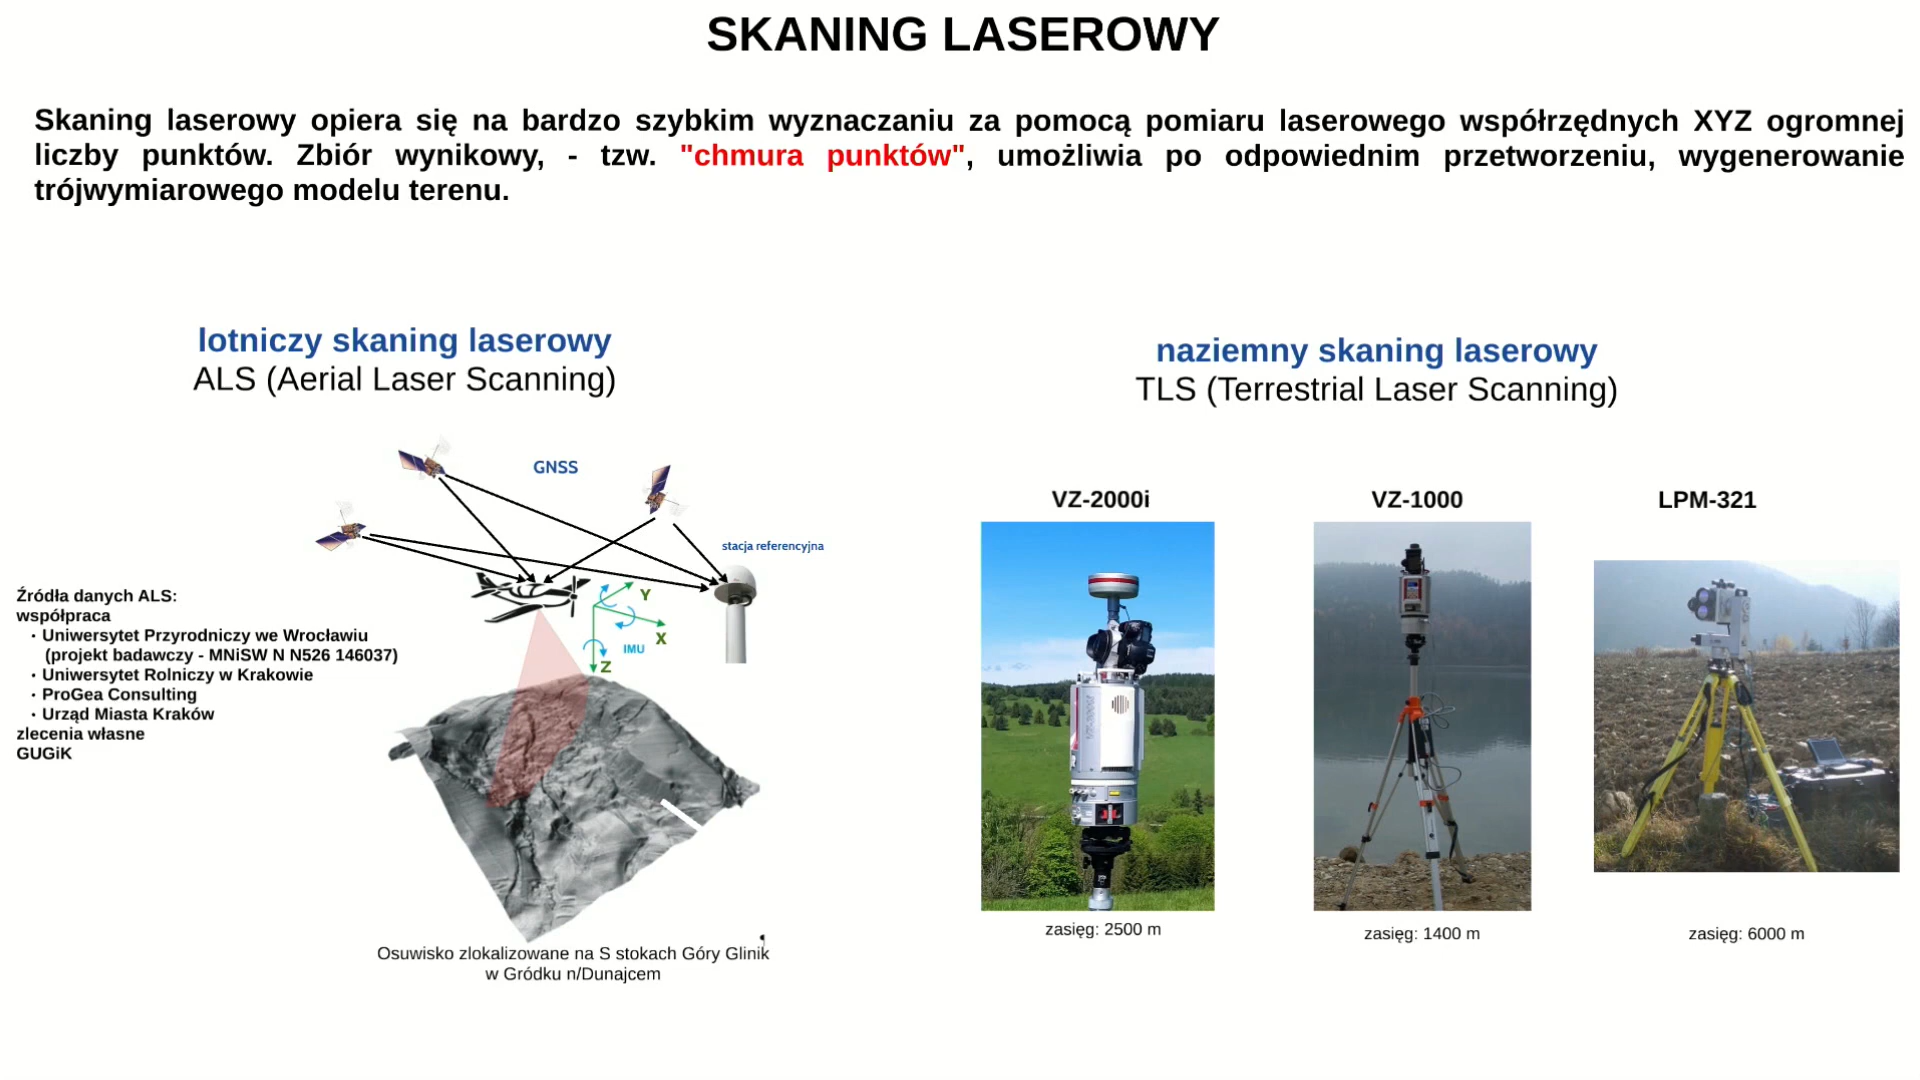 SKANING LASEROWY
Skaning laserowy opiera się na bardzo szybkim wyznaczaniu za pomocą pomiaru laserowego współrzędnych XYZ ogromnej
liczby punktów. Zbiór wynikowy, - tzw. "chmura punktów", umożliwia po odpowiednim przetworzeniu, wygenerowanie
trójwymiarowego modelu terenu.
lotniczy skaning laserowy
ALS (Aerial Laser Scanning)
GNSS
stacja referencyjna
Y
X
IMU
Z
Źródła danych ALS:
współpraca
· Uniwersytet Przyrodniczy we Wrocławiu
(projekt badawczy - MNiSW N N526 146037)
· Uniwersytet Rolniczy w Krakowie
· ProGea Consulting
· Urząd Miasta Kraków
zlecenia własne
GUGiK
Osuwisko zlokalizowane na S stokach Góry Glinik
w Gródku n/Dunajcem
naziemny skaning laserowy
TLS (Terrestrial Laser Scanning)
VZ-2000i
VZ-1000
LPM-321
zasięg: 2500 m
zasięg: 1400 m
zasięg: 6000 m